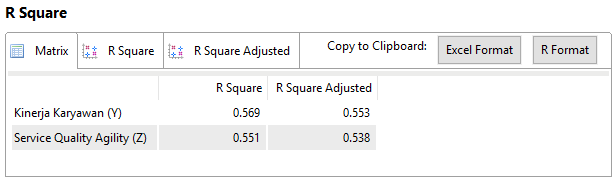 R Square
Matrix R Square R Square Adjusted Copy to Clipboard: Excel Format R Format
R Square R Square Adjusted
Kinerja Karyawan (Y) 0.569 0.553
Service Quality Agility (Z) 0.551 0.538